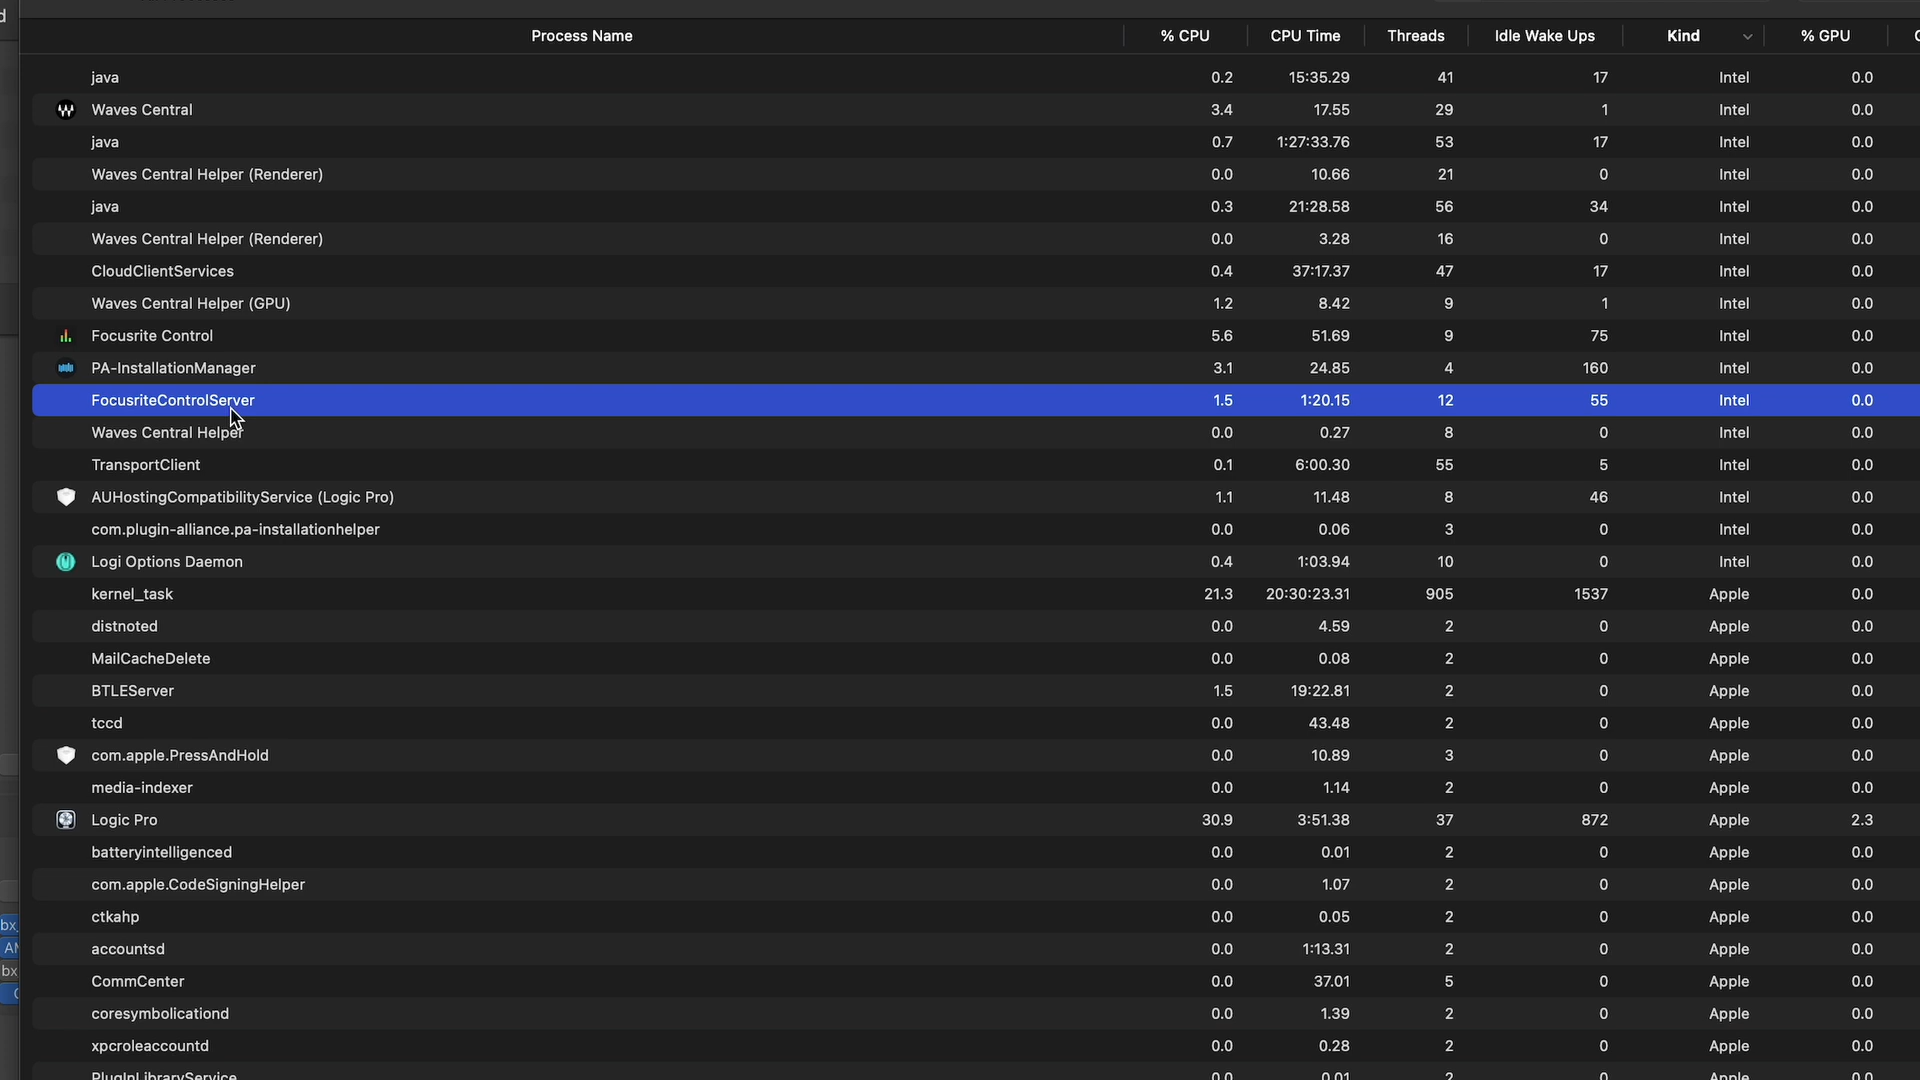 Process Name % CPU CPU Time Threads Idle Wake Ups Kind % GPU
java 0.2 15:35.29 41 17 Intel 0.0
Waves Central 3.4 17.55 29 1 Intel 0.0
java 0.7 1:27:33.76 53 17 Intel 0.0
Waves Central Helper (Renderer) 0.0 10.66 21 0 Intel 0.0
java 0.3 21:28.58 56 34 Intel 0.0
Waves Central Helper (Renderer) 0.0 3.28 16 0 Intel 0.0
CloudClientServices 0.4 37:17.37 47 17 Intel 0.0
Waves Central Helper (GPU) 1.2 8.42 9 1 Intel 0.0
Focusrite Control 5.6 51.69 9 75 Intel 0.0
PA-InstallationManager 3.1 24.85 4 160 Intel 0.0
FocusriteControlServer 1.5 1:20.15 12 55 Intel 0.0
Waves Central Helper 0.0 0.27 8 0 Intel 0.0
TransportClient 0.1 6:00.30 55 5 Intel 0.0
AUHostingCompatibilityService (Logic Pro) 1.1 11.48 8 46 Intel 0.0
com.plugin-alliance.pa-installationhelper 0.0 0.06 3 0 Intel 0.0
Logi Options Daemon 0.4 1:03.94 10 0 Intel 0.0
kernel_task 21.3 20:30:23.31 905 1537 Apple 0.0
distnoted 0.0 4.59 2 0 Apple 0.0
MailCacheDelete 0.0 0.08 2 0 Apple 0.0
BTLEServer 1.5 19:22.81 2 0 Apple 0.0
tccd 0.0 43.48 2 0 Apple 0.0
com.apple.PressAndHold 0.0 10.89 3 0 Apple 0.0
media-indexer 0.0 1.14 2 0 Apple 0.0
Logic Pro 30.9 3:51.38 37 872 Apple 2.3
batteryintelligenced 0.0 0.01 2 0 Apple 0.0
com.apple.CodeSigningHelper 0.0 1.07 2 0 Apple 0.0
ctkahp 0.0 0.05 2 0 Apple 0.0
accountsd 0.0 1:13.31 2 0 Apple 0.0
CommCenter 0.0 37.01 5 0 Apple 0.0
coresymbolicationd 0.0 1.39 2 0 Apple 0.0
xpcroleaccountd 0.0 0.28 2 0 Apple 0.0
PlugInLibraryService 0.0 0.01 2 0 Apple 0.0